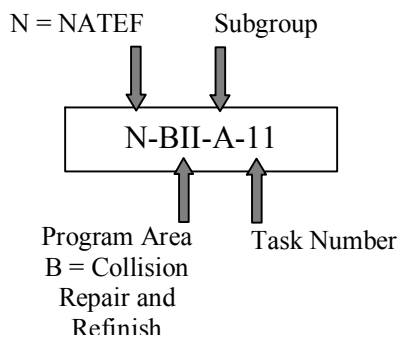 N = NATEF
Subgroup
N-BII-A-11
Program Area
B = Collision
Repair and
Refinish
Task Number